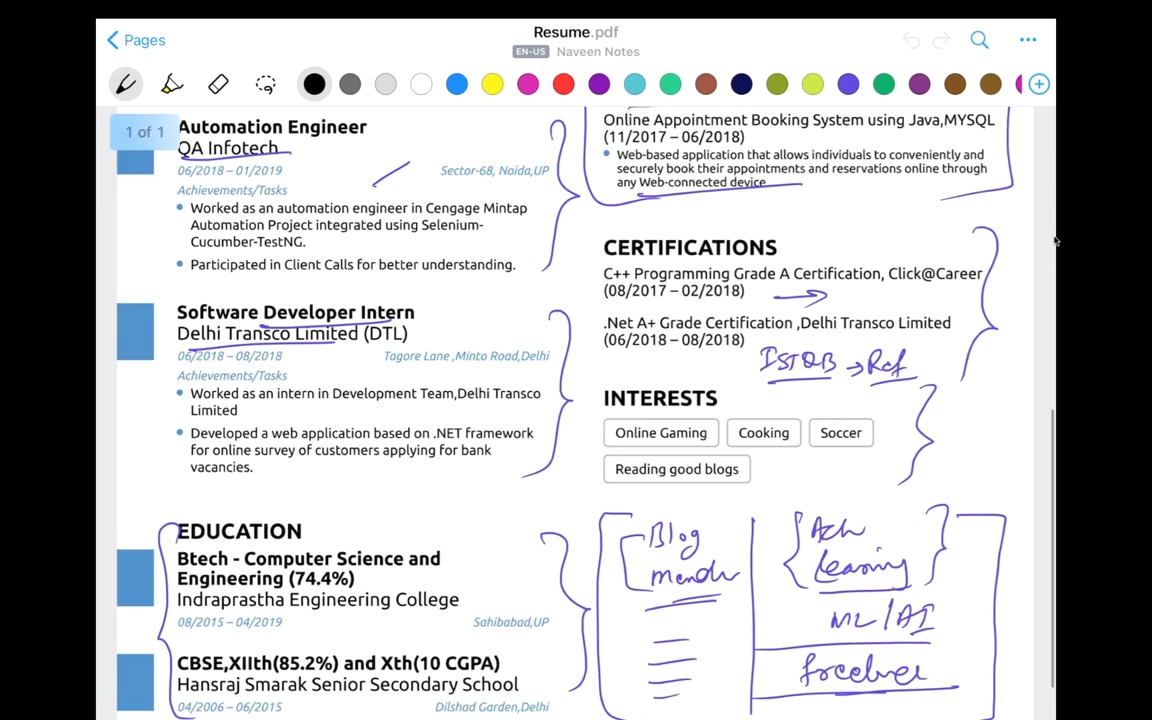 Pages
Resume.pdf
EN-US Naveen Notes
1 of 1
Automation Engineer
QA Infotech
06/2018 – 01/2019 Sector-68, Noida,UP
Achievements/Tasks
Worked as an automation engineer in Cengage Mintap
Automation Project integrated using Selenium-
Cucumber-TestNG.
Participated in Client Calls for better understanding.
Software Developer Intern
Delhi Transco Limited (DTL)
06/2018 – 08/2018 Tagore Lane ,Minto Road,Delhi
Achievements/Tasks
Worked as an intern in Development Team,Delhi Transco
Limited
Developed a web application based on .NET framework
for online survey of customers applying for bank
vacancies.
EDUCATION
Btech - Computer Science and
Engineering (74.4%)
Indraprastha Engineering College
08/2015 – 04/2019 Sahibabad,UP
CBSE,XIIth(85.2%) and Xth(10 CGPA)
Hansraj Smarak Senior Secondary School
04/2006 – 06/2015 Dilshad Garden,Delhi
Online Appointment Booking System using Java,MYSQL
(11/2017 – 06/2018)
Web-based application that allows individuals to conveniently and
securely book their appointments and reservations online through
any Web-connected device
CERTIFICATIONS
C++ Programming Grade A Certification, Click@Career
(08/2017 – 02/2018)
.Net A+ Grade Certification ,Delhi Transco Limited
(06/2018 – 08/2018)
ISTQB → Ref
INTERESTS
Online Gaming Cooking Soccer
Reading good blogs
Blog
Ach
Learning
ML/AI